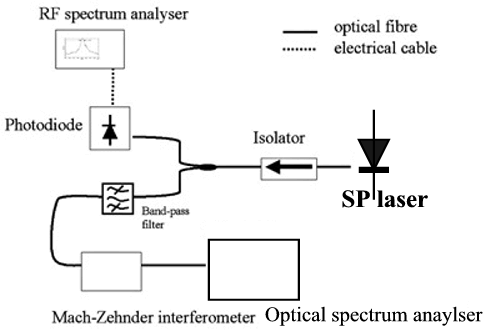 RF spectrum analyser
optical fibre
electrical cable
Photodiode
Isolator
SP laser
Band-pass
filter
Mach-Zehnder interferometer
Optical spectrum anaylser